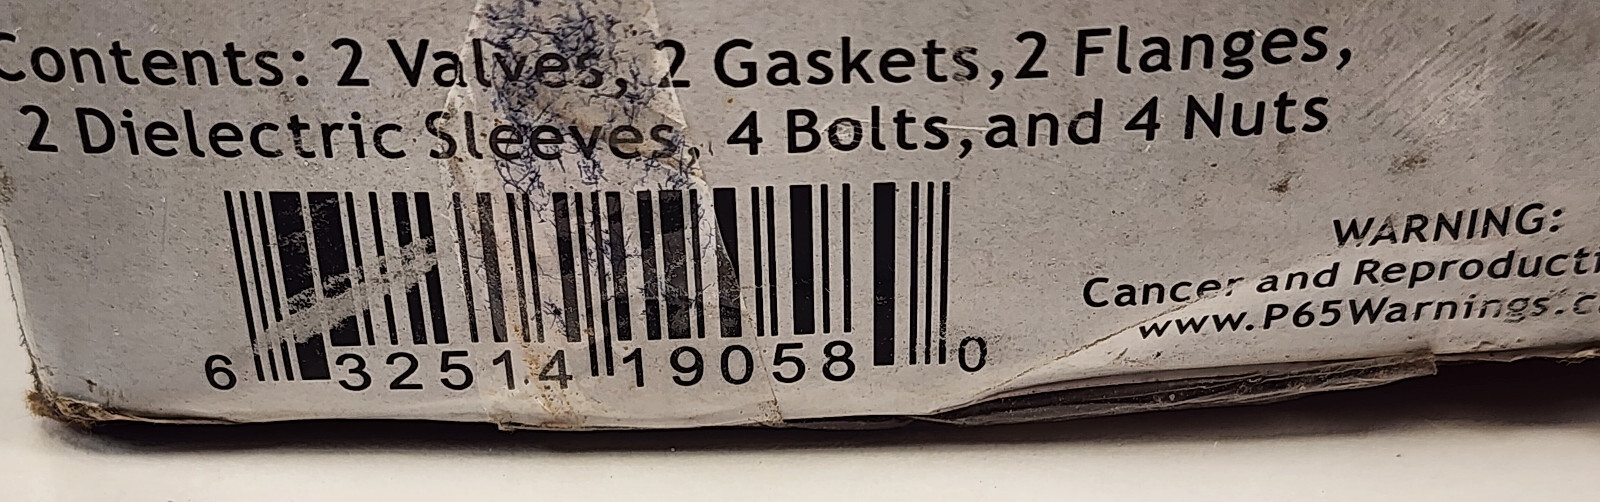 Contents: 2 Valves, 2 Gaskets, 2 Flanges,
2 Dielectric Sleeves, 4 Bolts, and 4 Nuts
WARNING:
Cancer and Reproducti
www.P65Warnings.c
6 32514 19058 0